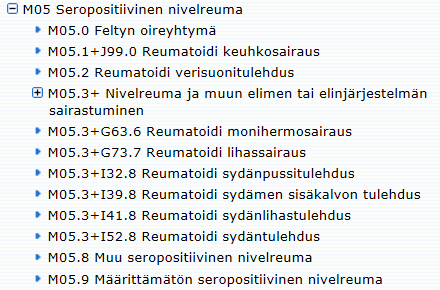 M05 Seropositiivinen nivelreuma
M05.0 Feltyn oireyhtymä
M05.1+J99.0 Reumatoidi keuhkosairaus
M05.2 Reumatoidi verisuonitulehdus
M05.3+ Nivelreuma ja muun elimen tai elinjärjestelmän
sairastuminen
M05.3+G63.6 Reumatoidi monihermosairaus
M05.3+G73.7 Reumatoidi lihassairaus
M05.3+I32.8 Reumatoidi sydänpussitulehdus
M05.3+I39.8 Reumatoidi sydämen sisäkalvon tulehdus
M05.3+I41.8 Reumatoidi sydänlihastulehdus
M05.3+I52.8 Reumatoidi sydäntulehdus
M05.8 Muu seropositiivinen nivelreuma
M05.9 Määrittämätön seropositiivinen nivelreuma